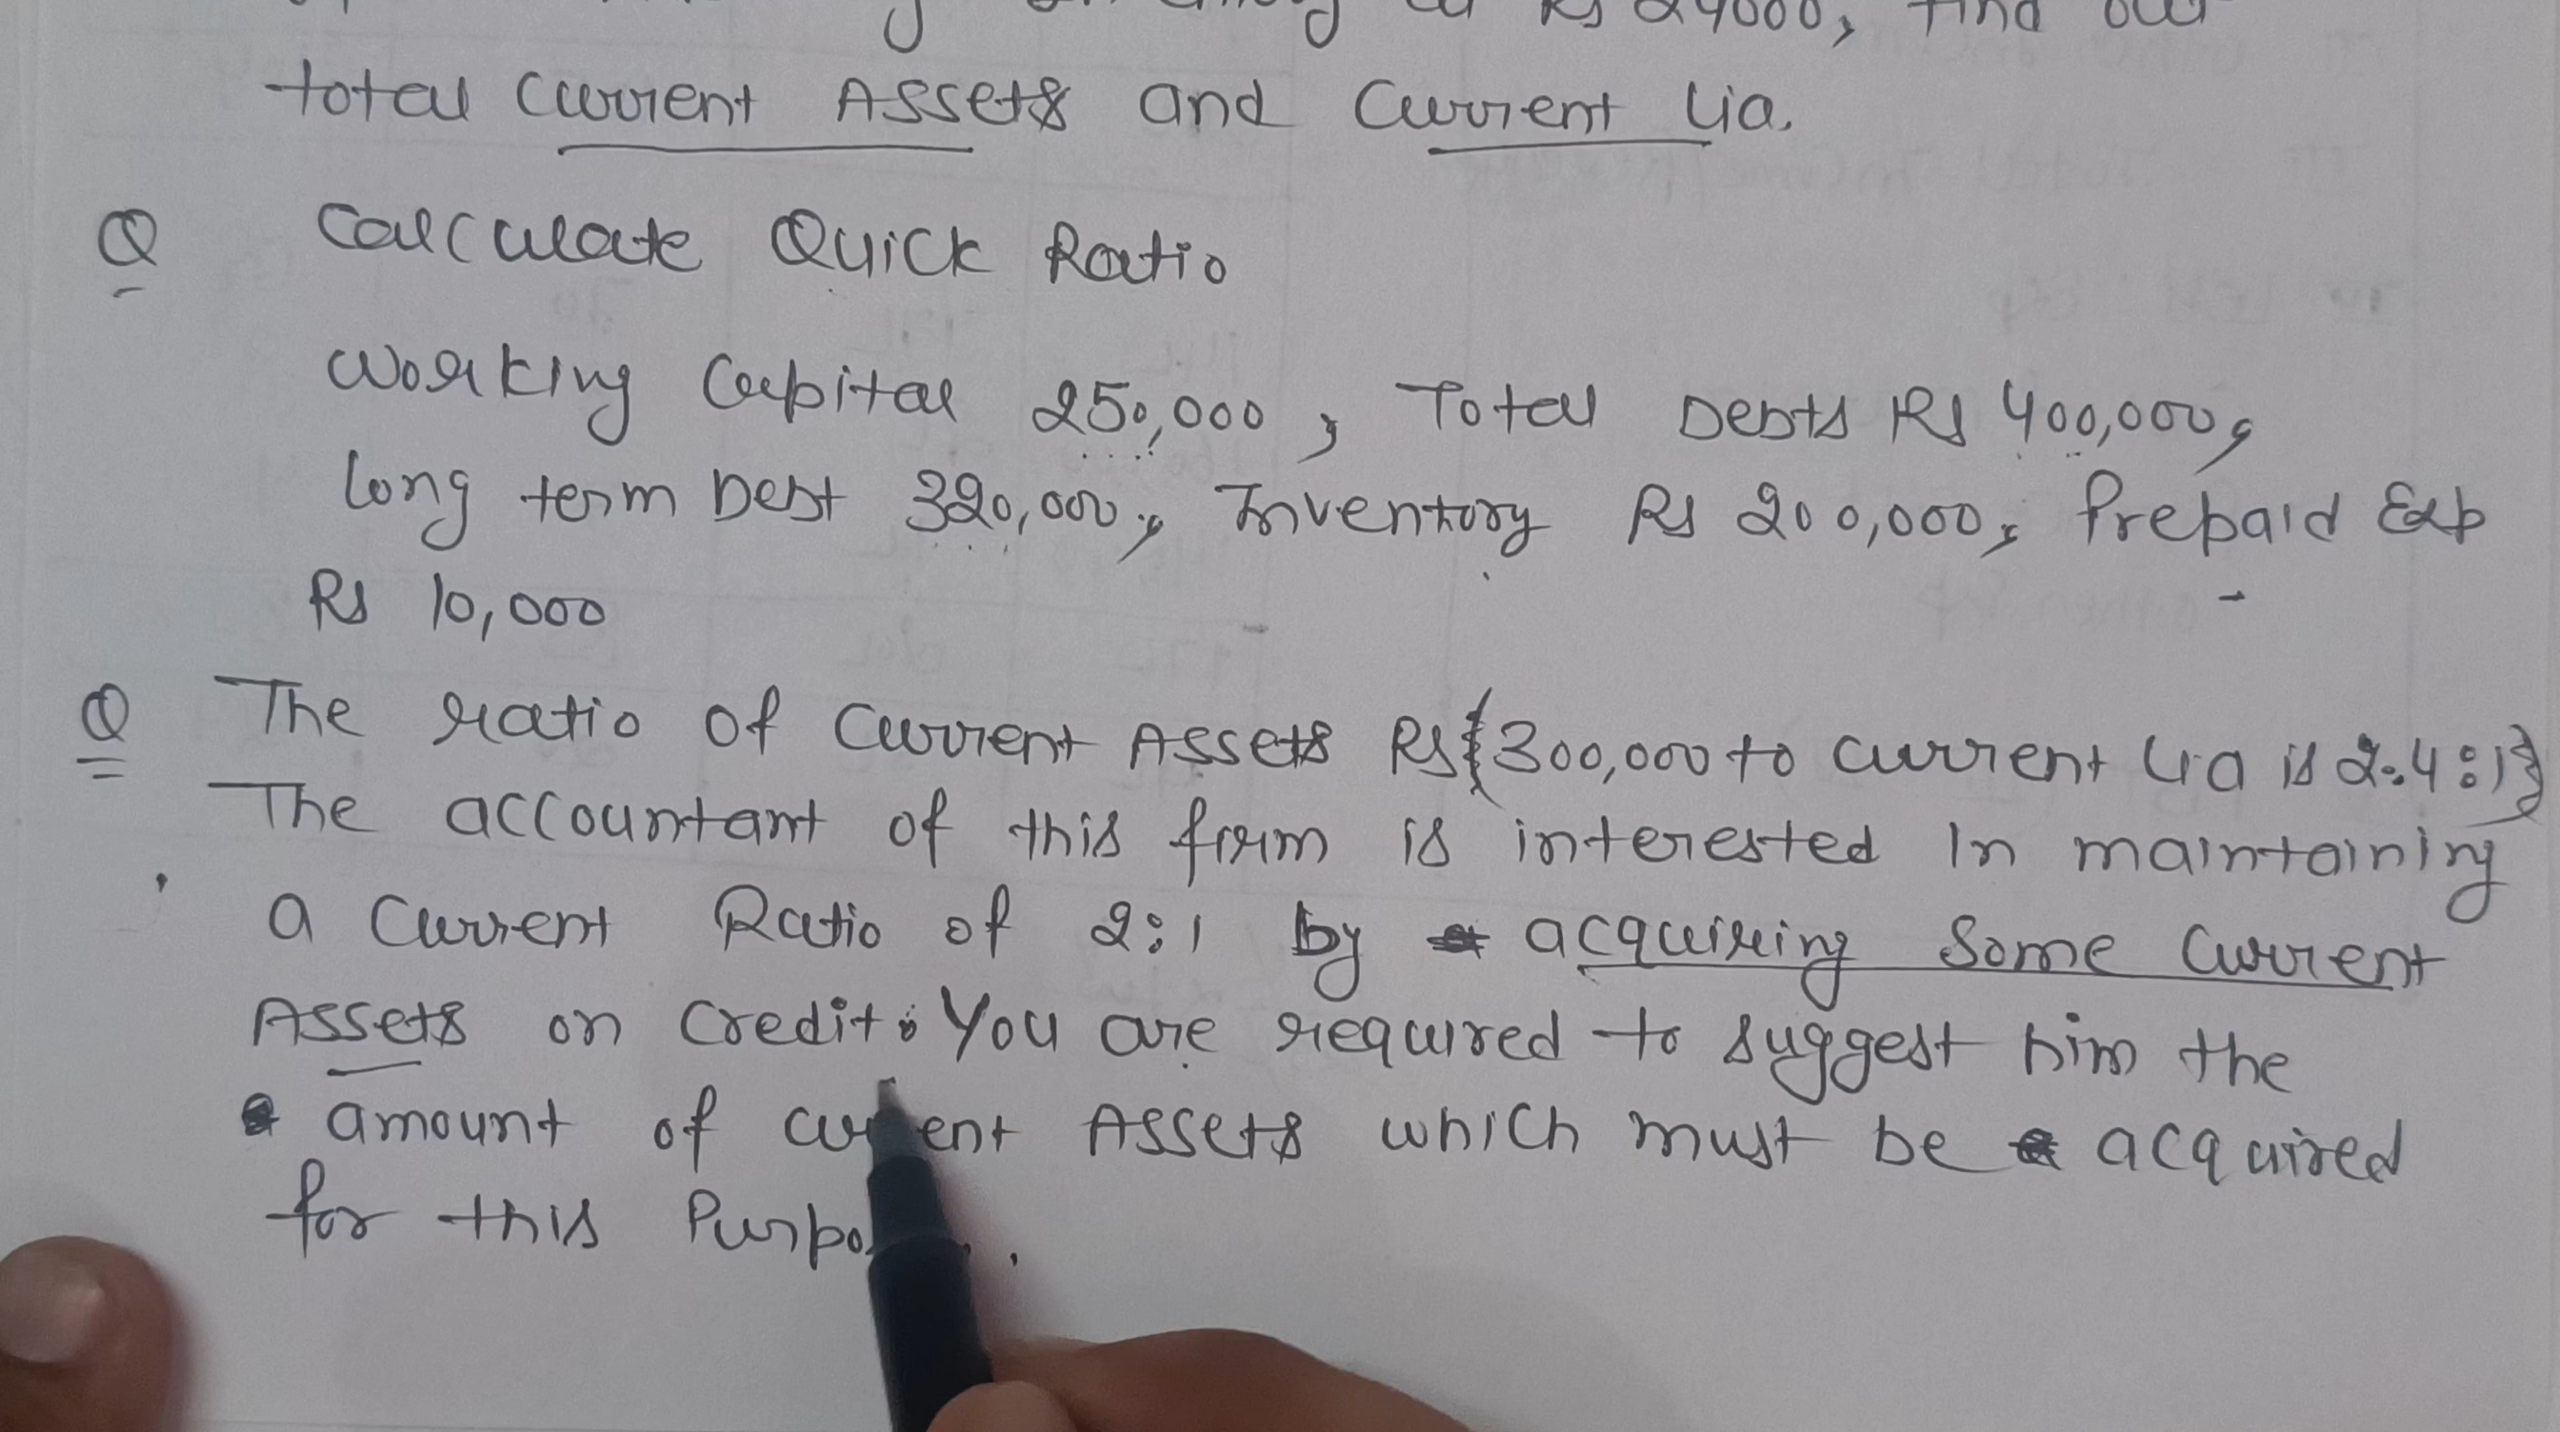 Rs 24000, find out
total current Assets and Current Lia.
Q Calculate Quick Ratio
Working Capital 250,000, Total Debts Rs 400,000,
long term Debt 320,000, Inventory Rs 200,000, Prepaid Exp
Rs 10,000
Q The ratio of Current Assets Rs {300,000 to current Lia is 2.4:1}
The accountant of this firm is interested in maintaining
a Current Ratio of 2:1 by acquiring some current
Assets on credit. You are required to suggest him the
amount of current Assets which must be acquired
for this